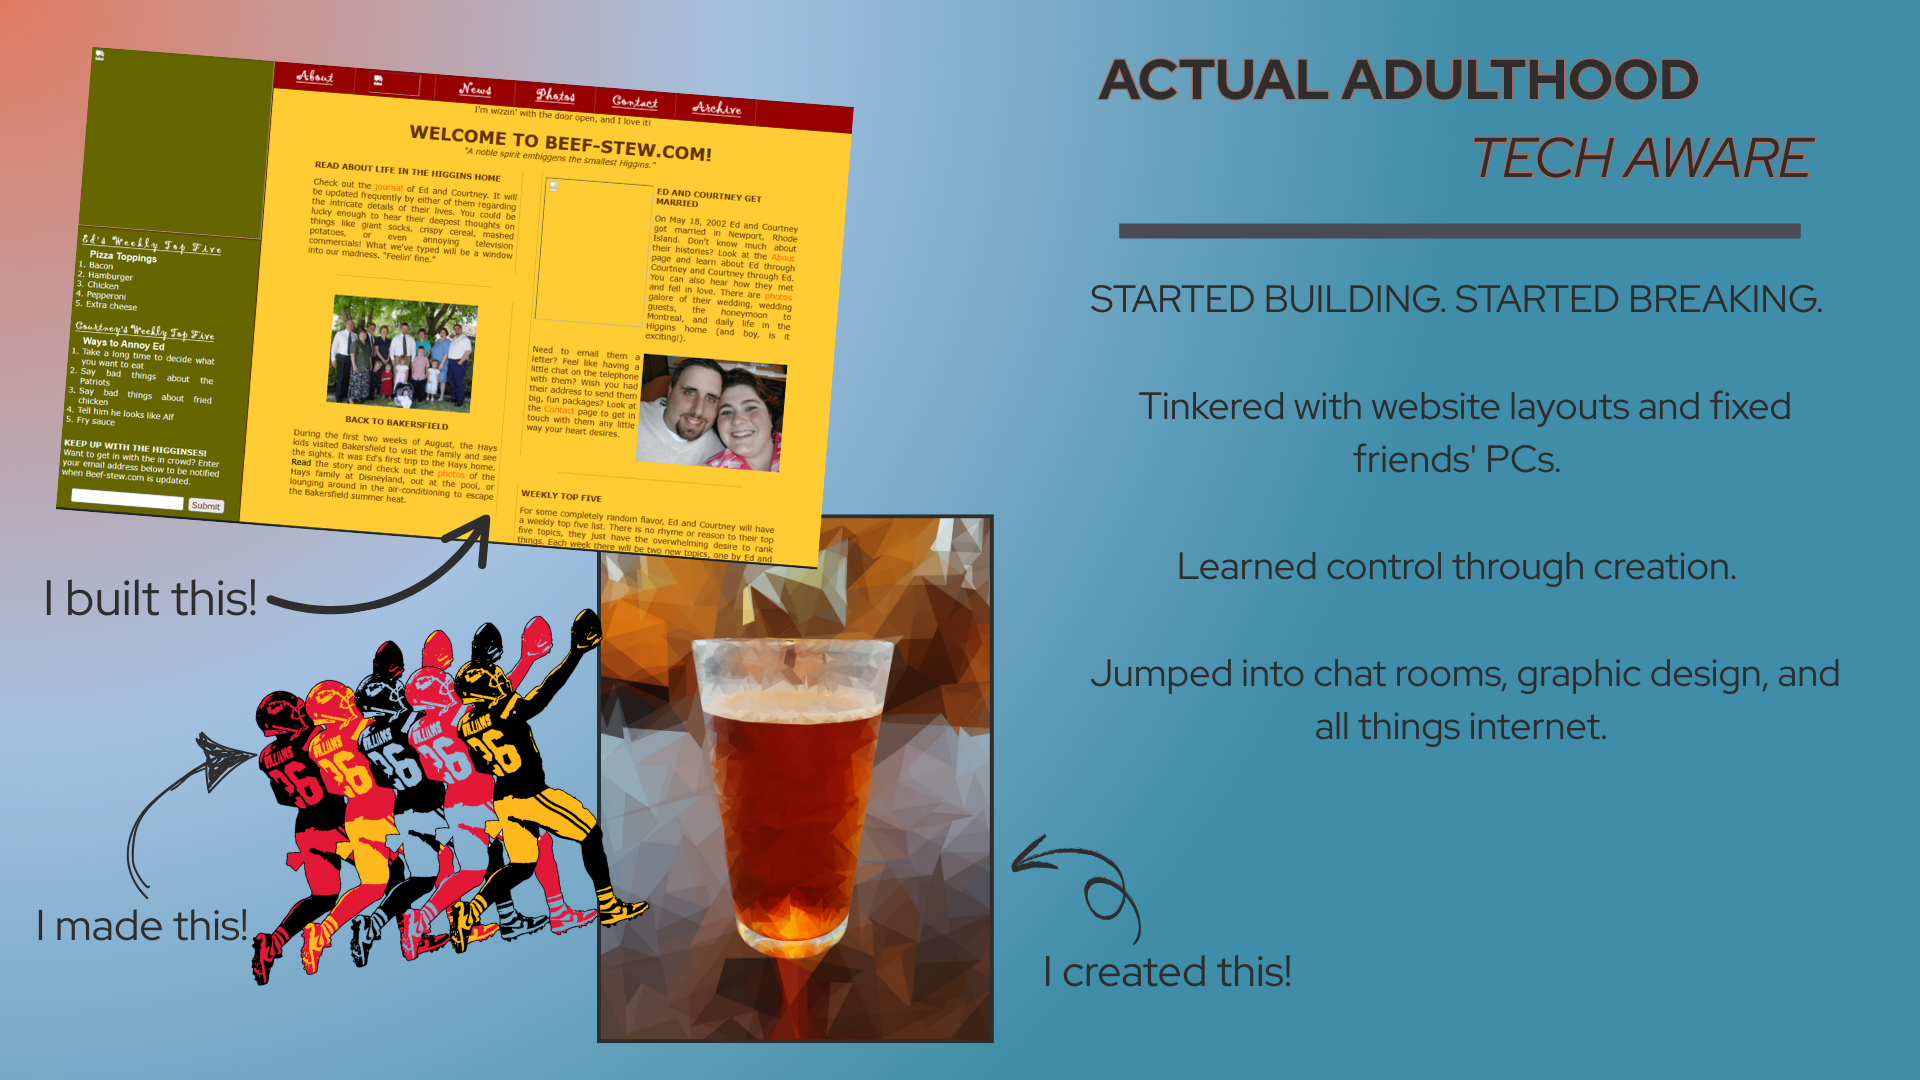 About
News
Photos
Contact
Archive
I'm wizzin' with the door open, and I love it!
WELCOME TO BEEF-STEW.COM!
"A noble spirit embiggens the smallest Higgins."
Ed's Weekly Top Five
Pizza Toppings
1. Bacon
2. Hamburger
3. Chicken
4. Pepperoni
5. Extra cheese
Courtney's Weekly Top Five
Ways to Annoy Ed
1. Take a long time to decide what
you want to eat
2. Say bad things about the
Patriots
3. Say bad things about fried
chicken
4. Tell him he looks like Alf
5. Fry sauce
KEEP UP WITH THE HIGGINSES!
Want to get in with the in crowd? Enter
your email address below to be notified
when Beef-stew.com is updated.
Submit
READ ABOUT LIFE IN THE HIGGINS HOME
Check out the journal of Ed and Courtney. It will
be updated frequently by either of them regarding
the intricate details of their lives. You could be
lucky enough to hear their deepest thoughts on
things like giant socks, crispy cereal, mashed
potatoes, or even annoying television
commercials! What we've typed will be a window
into our madness. "Feelin' fine."
BACK TO BAKERSFIELD
During the first two weeks of August, the Hays
kids visited Bakersfield to visit the family and see
the sights. It was Ed's first trip to the Hays home.
Read the story and check out the photos of the
Hays family at Disneyland, out at the pool, or
lounging around in the air-conditioning to escape
the Bakersfield summer heat.
ED AND COURTNEY GET
MARRIED
On May 18, 2002 Ed and Courtney
got married in Newport, Rhode
Island. Don't know much about
their histories? Look at the About
page and learn about Ed through
Courtney and Courtney through Ed.
You can also hear how they met
and fell in love. There are photos
galore of their wedding, wedding
guests, the honeymoon to
Montreal, and daily life in the
Higgins home (and boy, is it
exciting!).
Need to email them a
letter? Feel like having a
little chat on the telephone
with them? Wish you had
their address to send them
big, fun packages? Look at
the Contact page to get in
touch with them any little
way your heart desires.
WEEKLY TOP FIVE
For some completely random flavor, Ed and Courtney will have
a weekly top five list. There is no rhyme or reason to their top
five topics, they just have the overwhelming desire to rank
things. Each week there will be two new topics, one by Ed and
I built this!
WILLIAMS
26
WILLIAMS
26
WILLIAMS
26
WILLIAMS
26
WILLIAMS
26
I made this!
I created this!
ACTUAL ADULTHOOD
TECH AWARE
STARTED BUILDING. STARTED BREAKING.
Tinkered with website layouts and fixed
friends' PCs.
Learned control through creation.
Jumped into chat rooms, graphic design, and
all things internet.